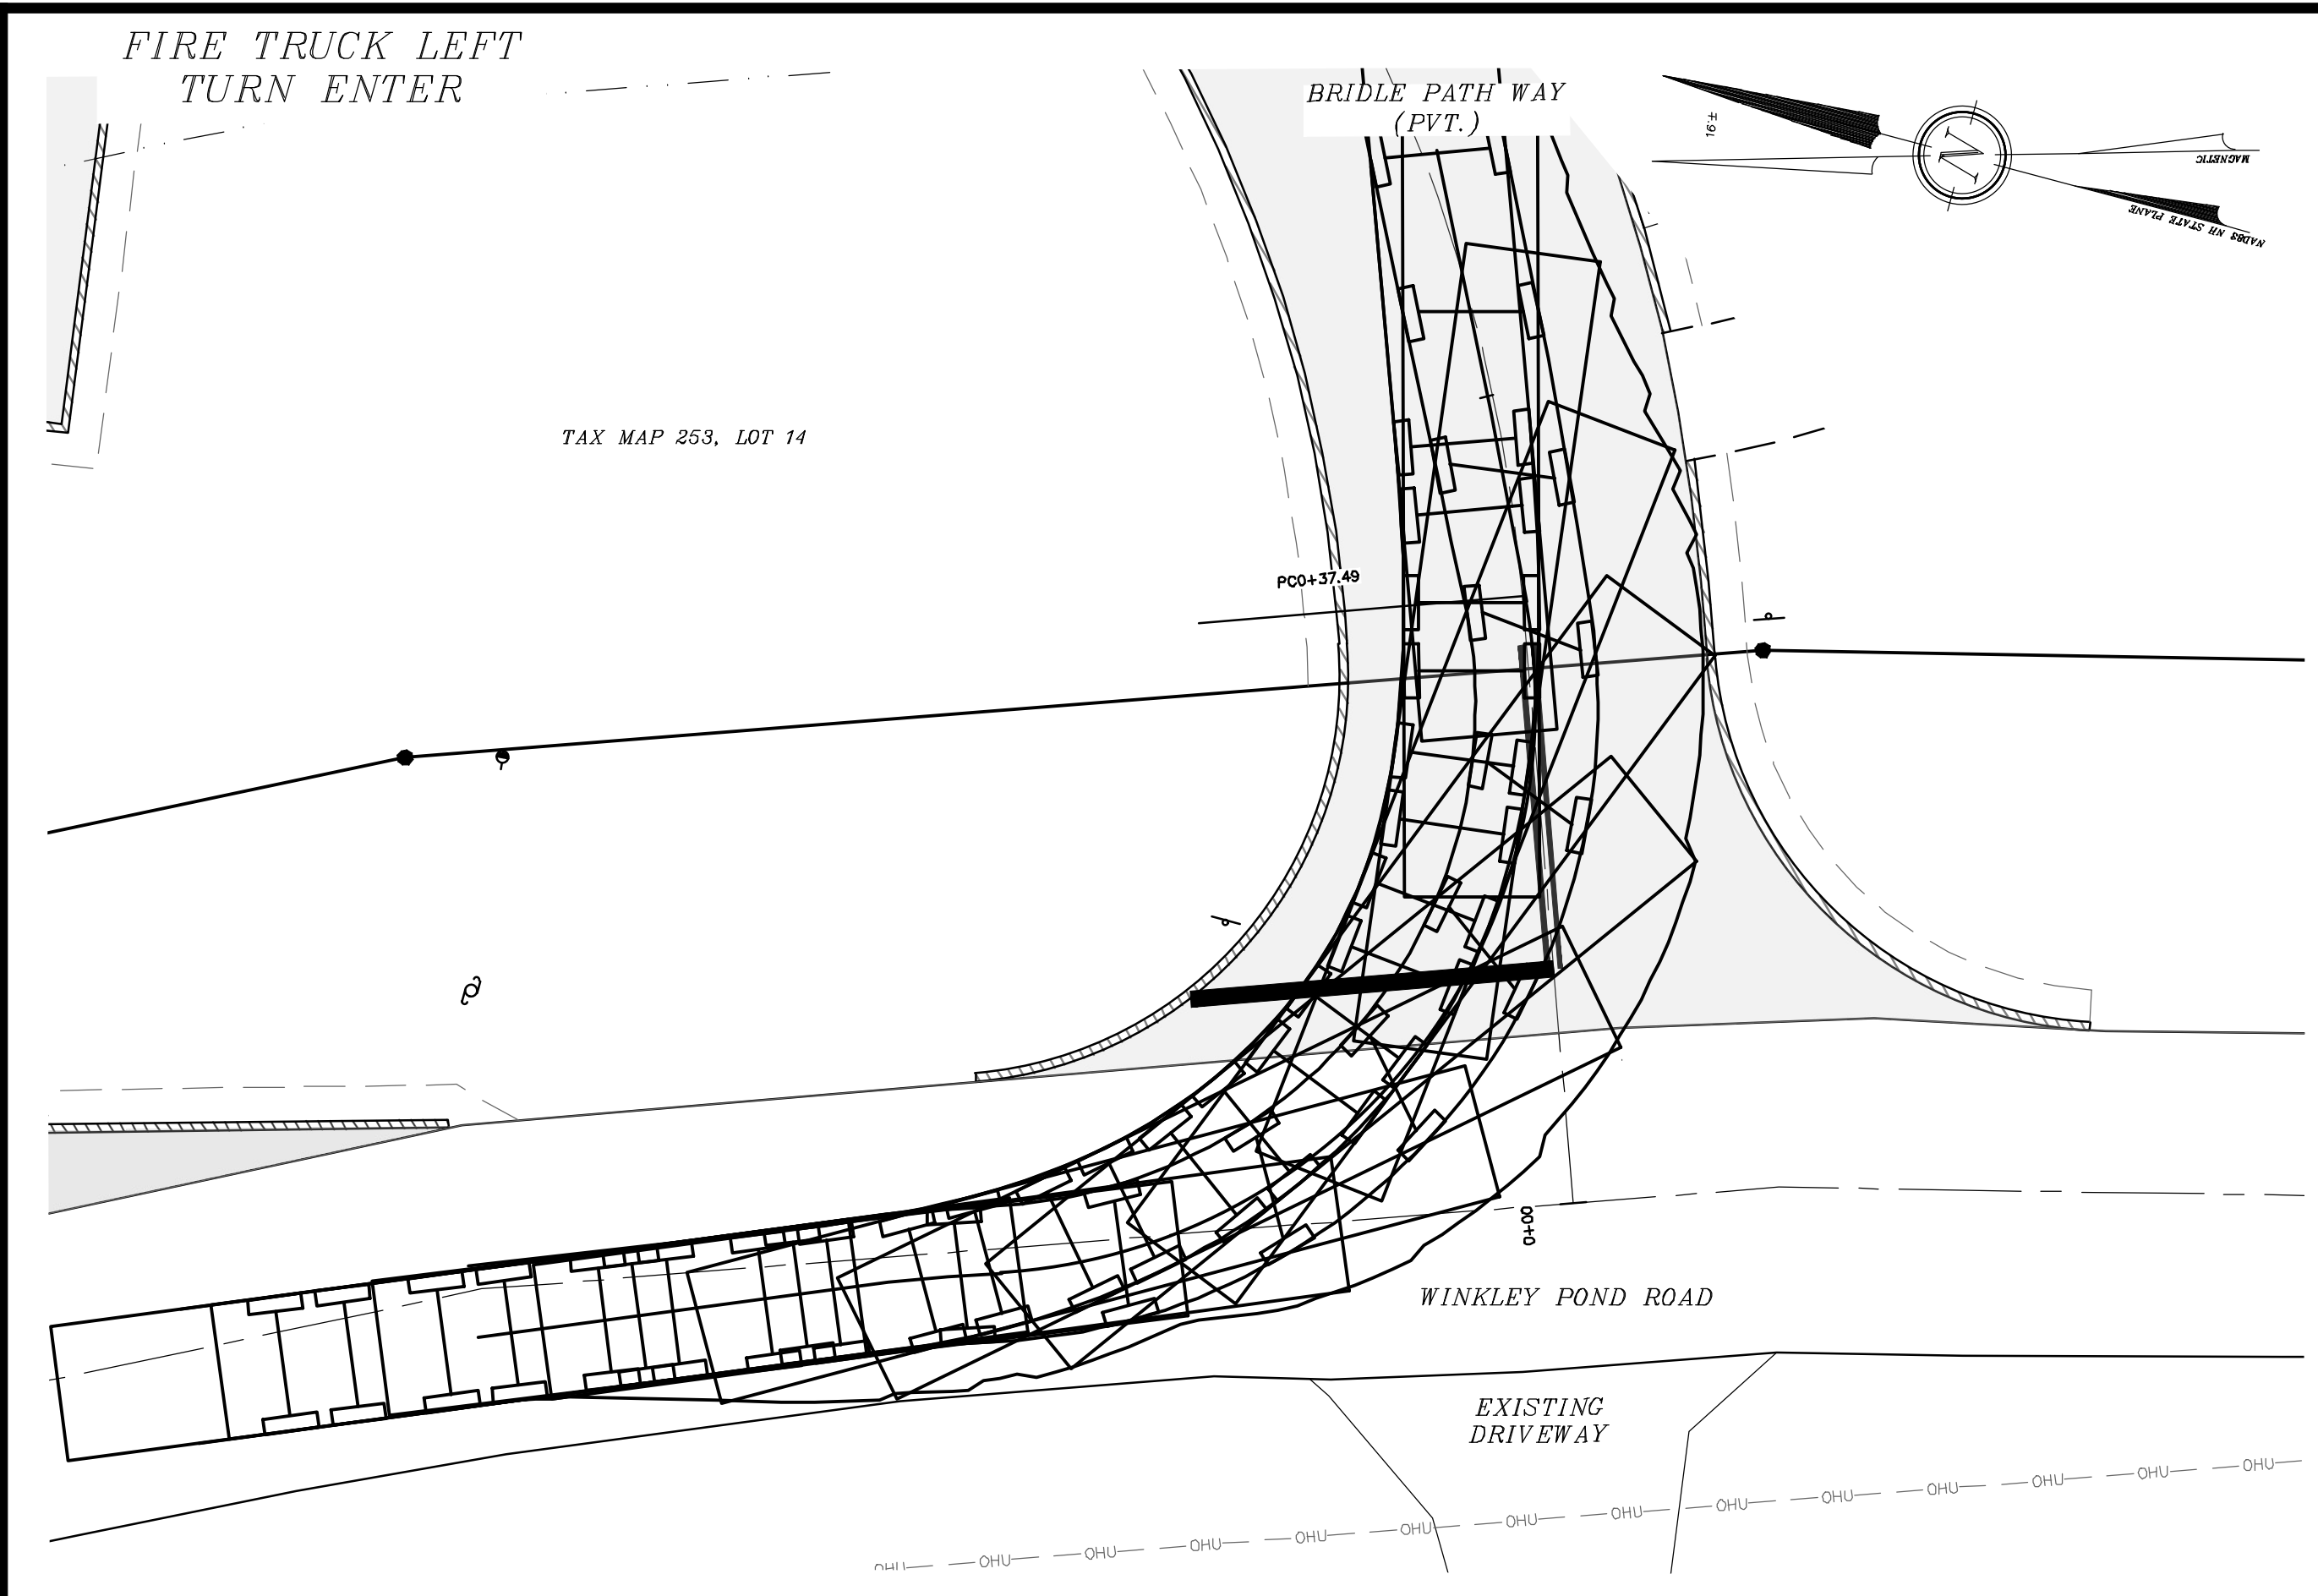 FIRE TRUCK LEFT
TURN ENTER
BRIDLE PATH WAY
(PVT.)
16.±
N
MAGNETIC
NAD83 NH STATE PLANE
TAX MAP 253, LOT 14
PC0+37.49
0+00
WINKLEY POND ROAD
EXISTING
DRIVEWAY
OHU OHU OHU OHU OHU OHU OHU OHU OHU OHU OHU OHU OHU OHU